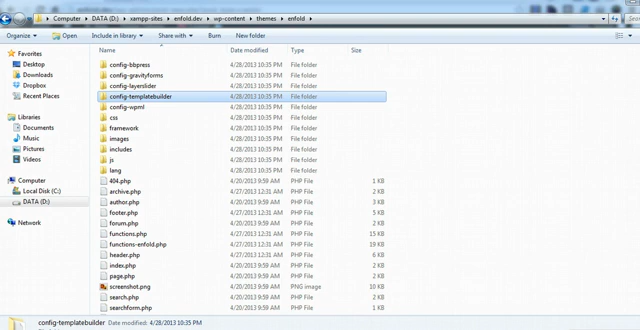 Computer ▸ DATA (D:) ▸ xampp-sites ▸ enfold.dev ▸ wp-content ▸ themes ▸ enfold ▸
Organize ▾ Open Include in library ▾ Share with ▾ Burn New folder
Name Date modified Type Size
Favorites
Desktop
Downloads
Dropbox
Recent Places
Libraries
Documents
Music
Pictures
Videos
Computer
Local Disk (C:)
DATA (D:)
Network
config-bbpress 4/28/2013 10:35 PM File folder
config-gravityforms 4/28/2013 10:35 PM File folder
config-layerslider 4/28/2013 10:35 PM File folder
config-templatebuilder 4/28/2013 10:35 PM File folder
config-wpml 4/28/2013 10:35 PM File folder
css 4/28/2013 10:35 PM File folder
framework 4/28/2013 10:35 PM File folder
images 4/28/2013 10:35 PM File folder
includes 4/28/2013 10:35 PM File folder
js 4/28/2013 10:35 PM File folder
lang 4/28/2013 10:35 PM File folder
404.php 4/20/2013 9:59 AM PHP File 1 KB
archive.php 4/27/2013 12:31 AM PHP File 2 KB
author.php 4/20/2013 9:59 AM PHP File 3 KB
footer.php 4/27/2013 12:31 AM PHP File 5 KB
forum.php 4/20/2013 9:59 AM PHP File 2 KB
functions.php 4/27/2013 12:31 AM PHP File 15 KB
functions-enfold.php 4/27/2013 12:31 AM PHP File 19 KB
header.php 4/27/2013 12:31 AM PHP File 6 KB
index.php 4/20/2013 9:59 AM PHP File 2 KB
page.php 4/20/2013 9:59 AM PHP File 2 KB
screenshot.png 4/20/2013 9:59 AM PNG image 10 KB
search.php 4/20/2013 9:59 AM PHP File 2 KB
searchform.php 4/20/2013 9:59 AM PHP File 1 KB
config-templatebuilder Date modified: 4/28/2013 10:35 PM